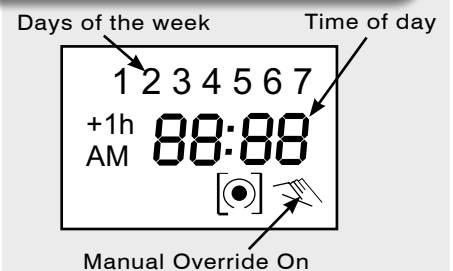 Days of the week Time of day
1 2 3 4 5 6 7
+1h
AM 88:88
Manual Override On